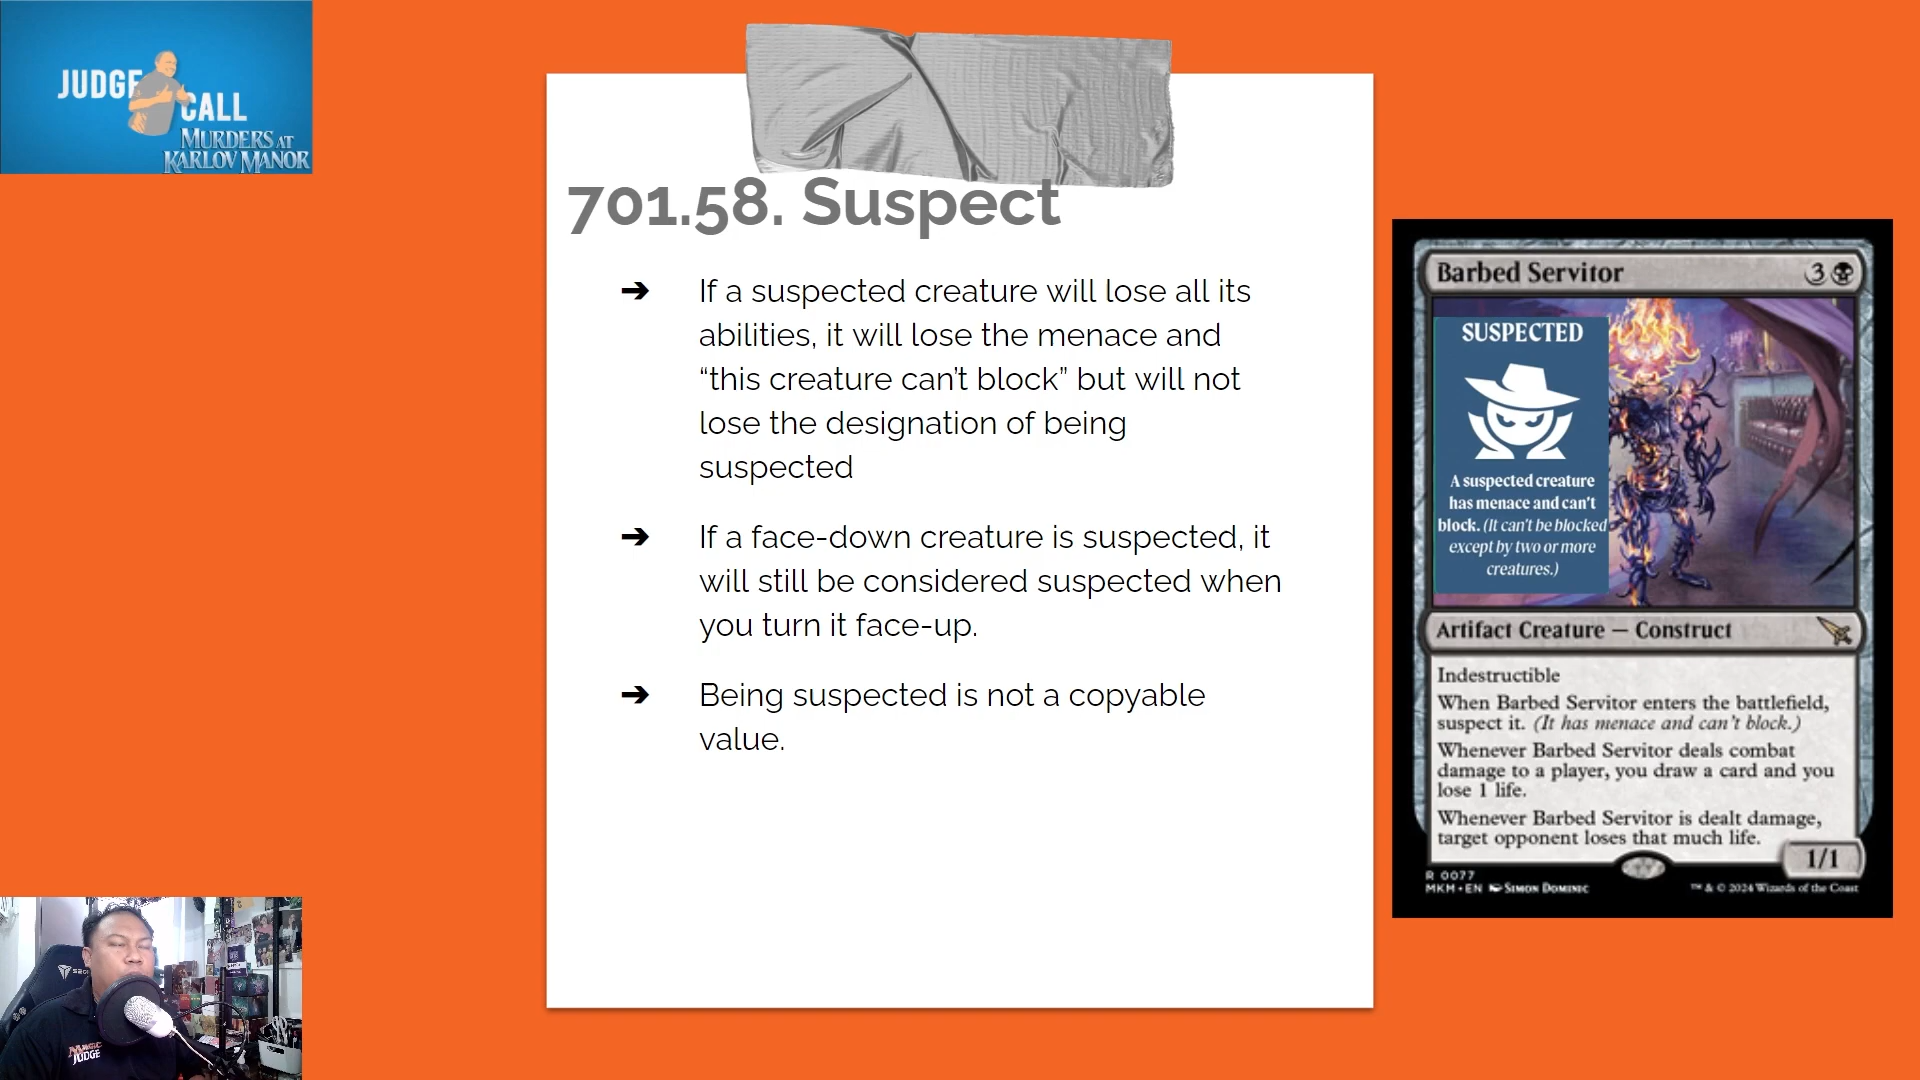 JUDGE
CALL
MURDERS AT
KARLOV MANOR
701.58. Suspect
➔ If a suspected creature will lose all its
abilities, it will lose the menace and
“this creature can’t block” but will not
lose the designation of being
suspected
➔ If a face-down creature is suspected, it
will still be considered suspected when
you turn it face-up.
➔ Being suspected is not a copyable
value.
Barbed Servitor 3
SUSPECTED
A suspected creature
has menace and can't
block. (It can't be blocked
except by two or more
creatures.)
Artifact Creature — Construct
Indestructible
When Barbed Servitor enters the battlefield,
suspect it. (It has menace and can't block.)
Whenever Barbed Servitor deals combat
damage to a player, you draw a card and you
lose 1 life.
Whenever Barbed Servitor is dealt damage,
target opponent loses that much life.
1/1
R 0077
MKM • EN SIMON DOMINIC
™ & © 2024 Wizards of the Coast
MAGIC
JUDGE